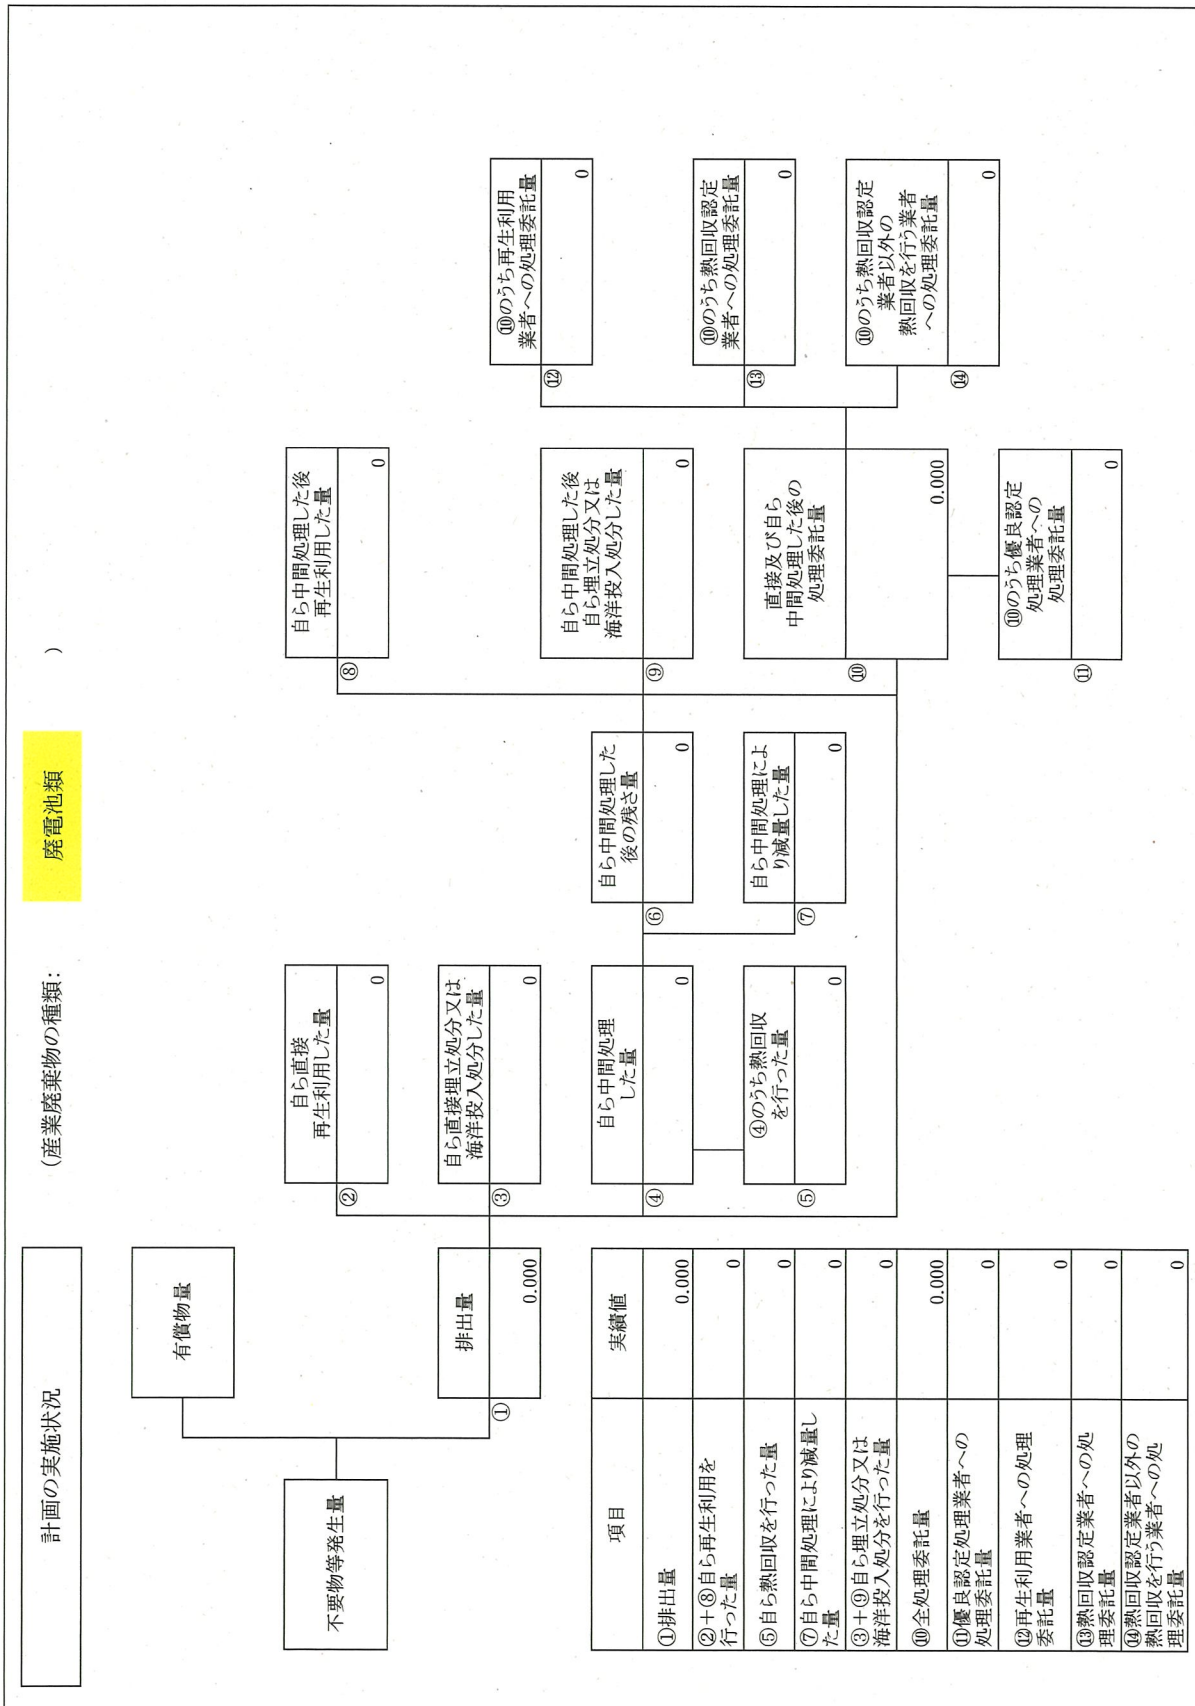 計画の実施状況
(産業廃棄物の種類:
廃電池類
)
不要物等発生量
有償物量
排出量
①
0.000
自ら直接
再生利用した量
②
0
自ら直接埋立処分又は
海洋投入処分した量
③
0
自ら中間処理
した量
④
0
④のうち熱回収
を行った量
⑤
0
自ら中間処理した
後の残さ量
⑥
0
自ら中間処理によ
り減量した量
⑦
0
自ら中間処理した後
再生利用した量
⑧
0
自ら中間処理した後
自ら埋立処分又は
海洋投入処分した量
⑨
0
直接及び自ら
中間処理した後の
処理委託量
⑩
0.000
⑩のうち優良認定
処理業者への
処理委託量
⑪
0
⑩のうち再生利用
業者への処理委託量
⑫
0
⑩のうち熱回収認定
業者への処理委託量
⑬
0
⑩のうち熱回収認定
業者以外の
熱回収を行う業者
への処理委託量
⑭
0
項目
実績値
①排出量
0.000
②+⑧自ら再生利用を
行った量
0
⑤自ら熱回収を行った量
0
⑦自ら中間処理により減量し
た量
0
③+⑨自ら埋立処分又は
海洋投入処分を行った量
0
⑩全処理委託量
0.000
⑪優良認定処理業者への
処理委託量
0
⑫再生利用業者への処理
委託量
0
⑬熱回収認定業者への処
理委託量
0
⑭熱回収認定業者以外の
熱回収を行う業者への処
理委託量
0